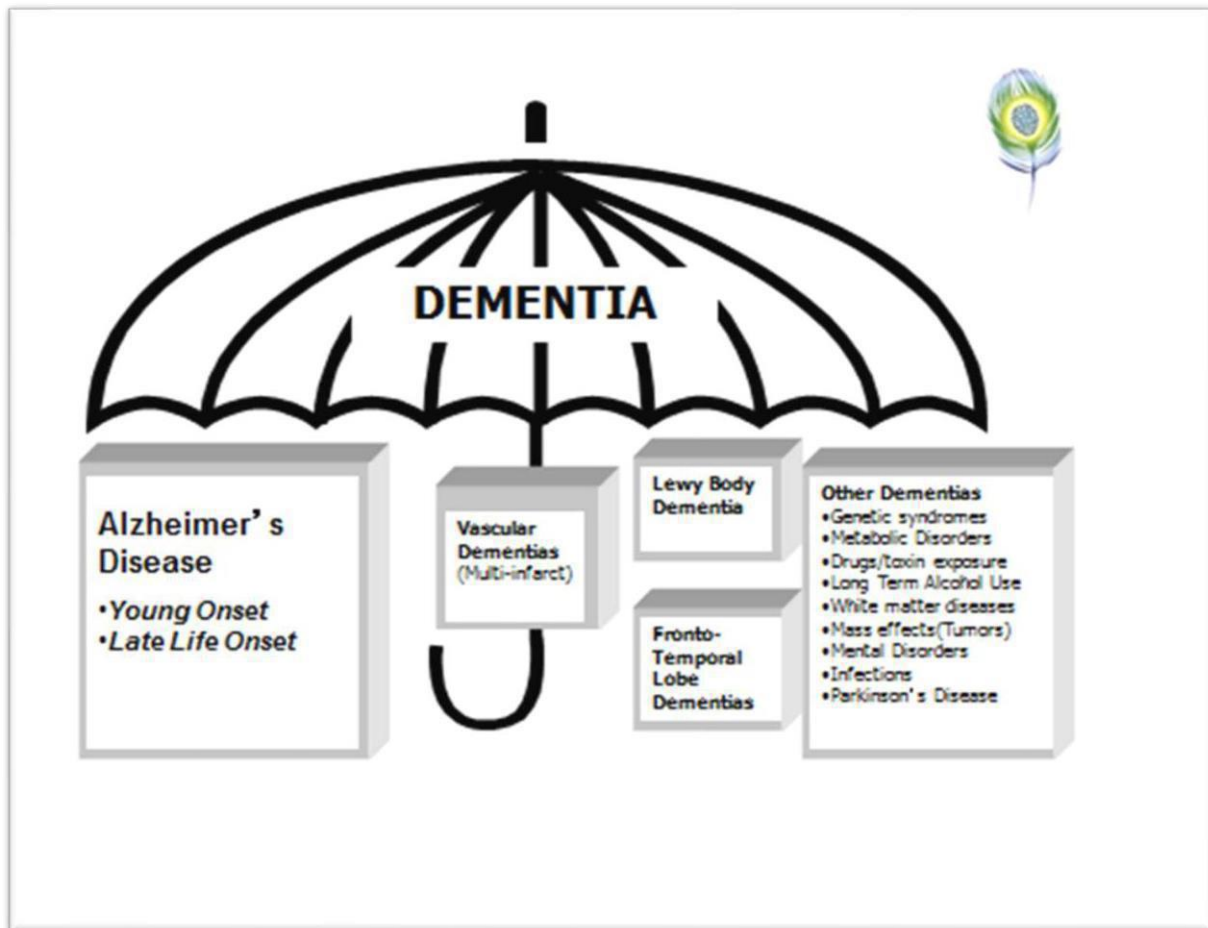 DEMENTIA
Alzheimer’s
Disease
•Young Onset
•Late Life Onset
Vascular
Dementias
(Multi-infarct)
Lewy Body
Dementia
Fronto-
Temporal
Lobe
Dementias
Other Dementias
•Genetic syndromes
•Metabolic Disorders
•Drugs/toxin exposure
•Long Term Alcohol Use
•White matter diseases
•Mass effects(Tumors)
•Mental Disorders
•Infections
•Parkinson’s Disease